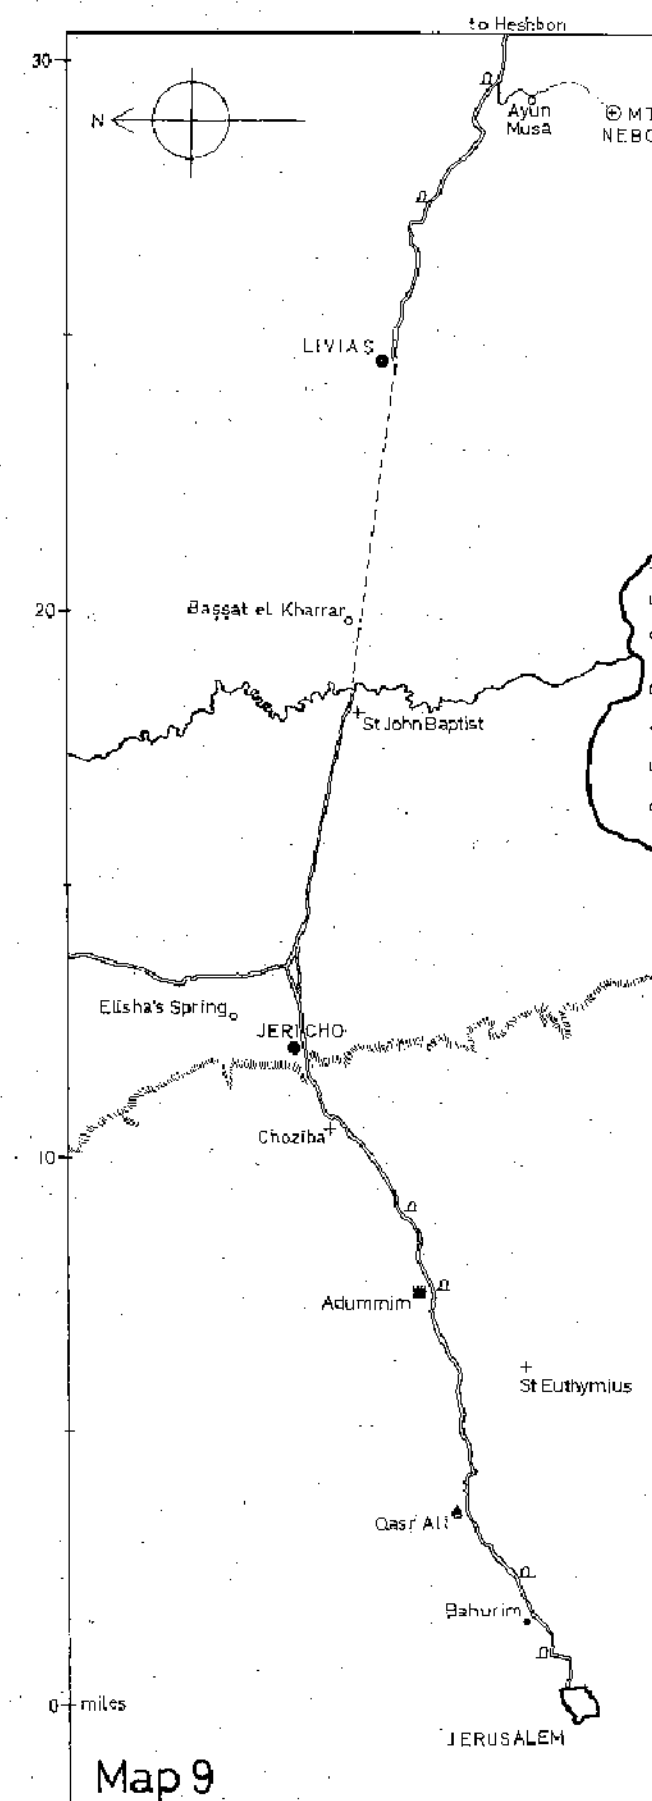 to Heshbon
30
N
Ayun
Musa
MT
NEBO
LIVIAS
20
Bassat el Kharrar
St John Baptist
Elisha's Spring
JERICHO
Choziba
10
Adummim
St Euthymius
Qasr Ali
Bahurim
0 miles
JERUSALEM
Map 9